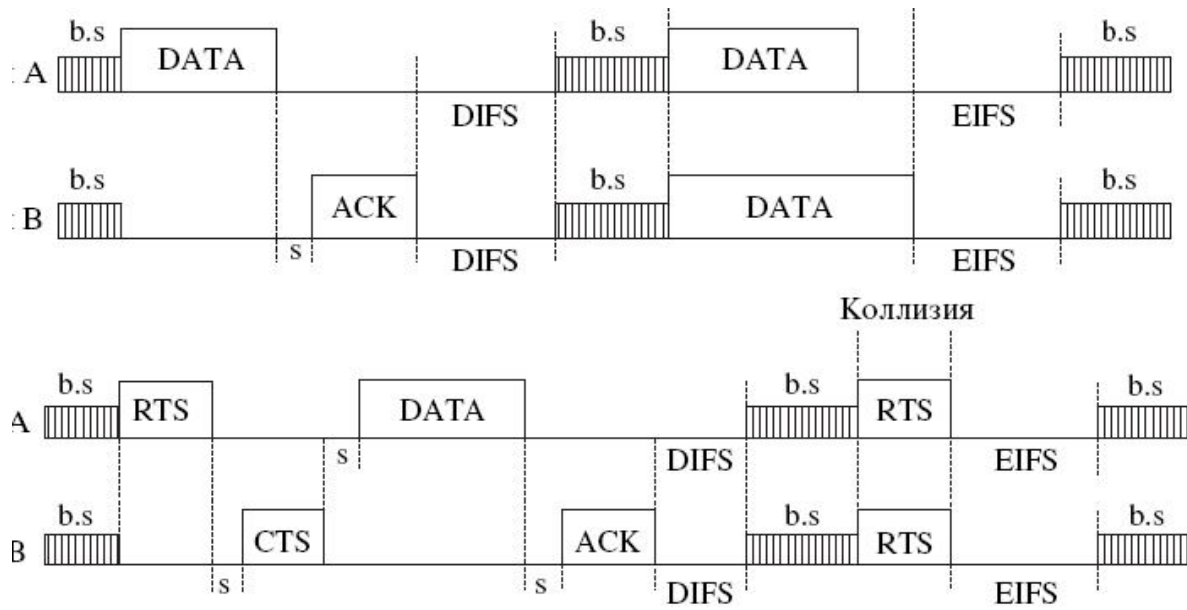 b.s b.s b.s
A DATA DATA
DIFS EIFS
b.s b.s b.s
B ACK DATA
s DIFS EIFS
Коллизия
b.s b.s b.s
A RTS DATA RTS
s DIFS EIFS
b.s b.s b.s
B CTS ACK RTS
s s DIFS EIFS